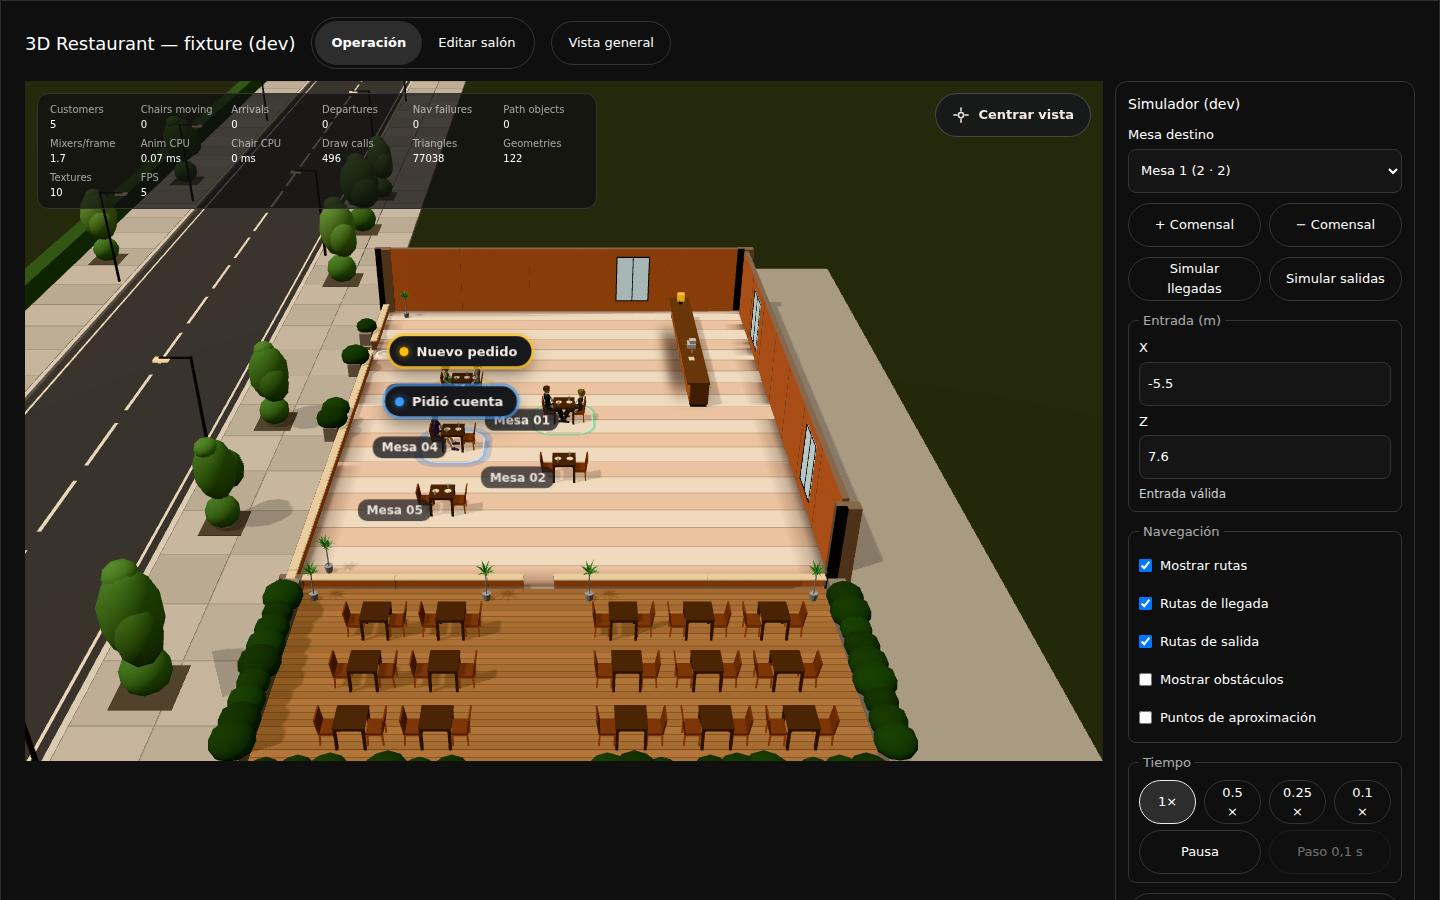 3D Restaurant — fixture (dev)
Operación
Editar salón
Vista general
Customers
5
Chairs moving
0
Arrivals
0
Departures
0
Nav failures
0
Path objects
0
Mixers/frame
1.7
Anim CPU
0.07 ms
Chair CPU
0 ms
Draw calls
496
Triangles
77038
Geometries
122
Textures
10
FPS
5
Centrar vista
Nuevo pedido
Pidió cuenta
Mesa 01
Mesa 04
Mesa 02
Mesa 05
Simulador (dev)
Mesa destino
Mesa 1 (2 · 2)
+ Comensal
− Comensal
Simular
llegadas
Simular salidas
Entrada (m)
X
-5.5
Z
7.6
Entrada válida
Navegación
Mostrar rutas
Rutas de llegada
Rutas de salida
Mostrar obstáculos
Puntos de aproximación
Tiempo
1×
0.5
×
0.25
×
0.1
×
Pausa
Paso 0,1 s